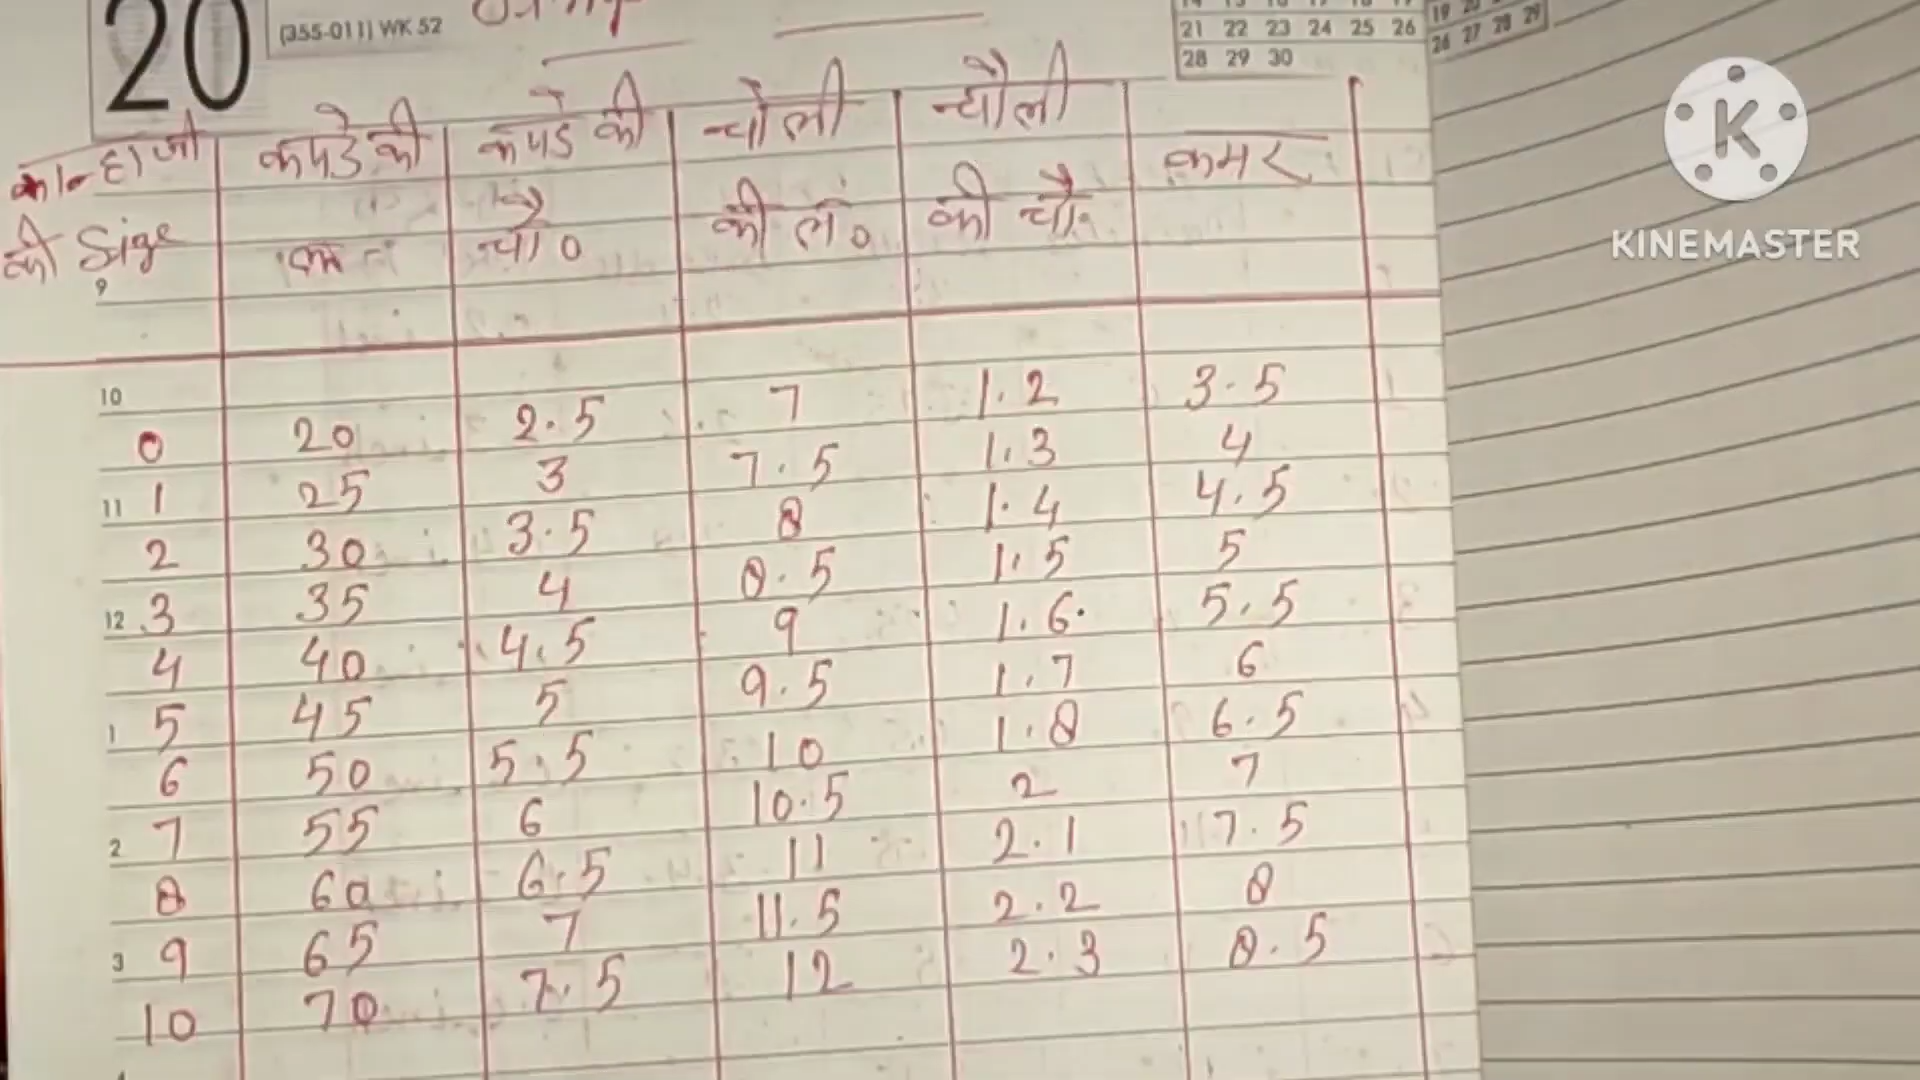 20
(355-011) WK 52
21 22 23 24 25 26
28 29 30
26 27 28 29
K
KINEMASTER
कान्हा जी की Sige
कपडे की
कपडे की चौ०
चोली की लं०
चौली की चौ.
कमर
9
10
0 20 2.5 7 1.2 3.5
1 25 3 7.5 1.3 4
11
2 30 3.5 8 1.4 4.5
3 35 4 8.5 1.5 5
12
4 40 4.5 9 1.6 5.5
5 45 5 9.5 1.7 6
1
6 50 5.5 10 1.8 6.5
7 55 6 10.5 2 7
2
8 60 6.5 11 2.1 7.5
9 65 7 11.5 2.2 8
3
10 70 7.5 12 2.3 8.5